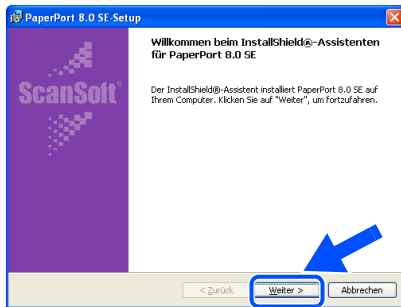 PaperPort 8.0 SE-Setup
Willkommen beim InstallShield®-Assistenten
für PaperPort 8.0 SE
ScanSoft®
Der InstallShield®-Assistent installiert PaperPort 8.0 SE auf
Ihrem Computer. Klicken Sie auf "Weiter", um fortzufahren.
< Zurück Weiter > Abbrechen